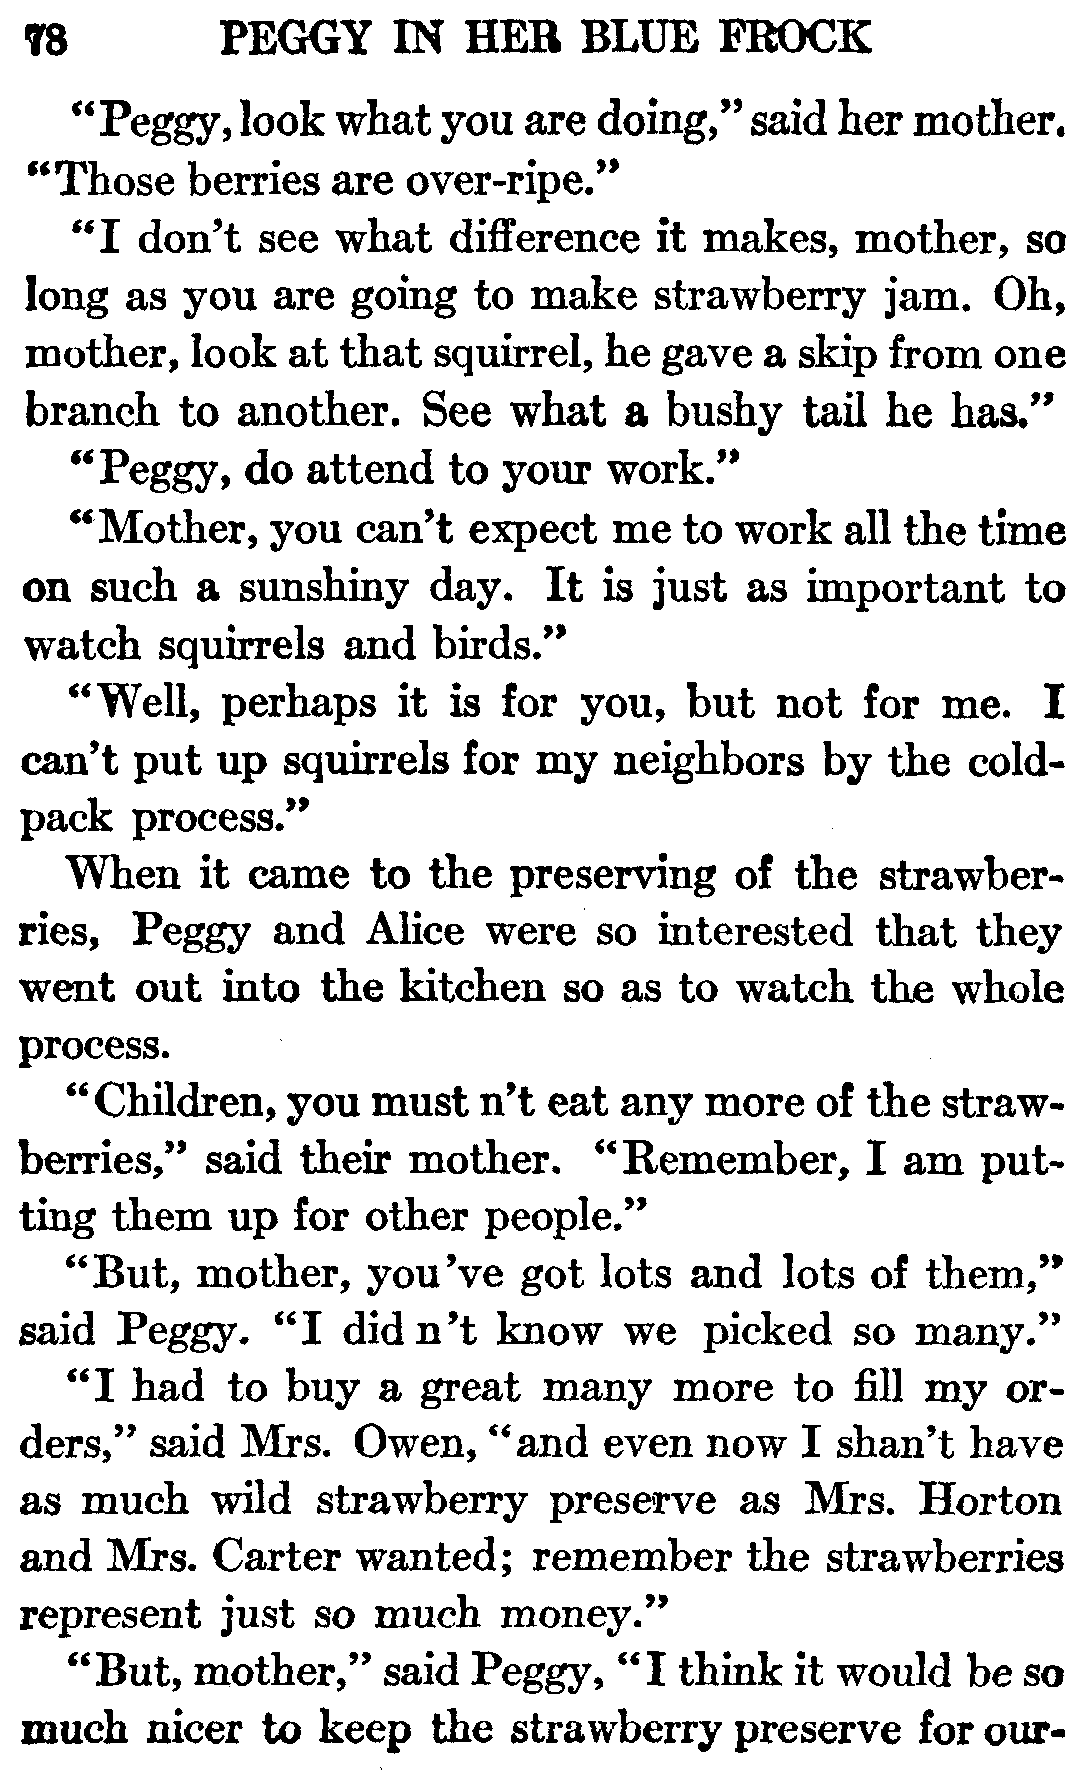 78 PEGGY IN HER BLUE FROCK
“Peggy, look what you are doing,” said her mother.
“Those berries are over-ripe.”
“I don’t see what difference it makes, mother, so
long as you are going to make strawberry jam. Oh,
mother, look at that squirrel, he gave a skip from one
branch to another. See what a bushy tail he has.”
“Peggy, do attend to your work.”
“Mother, you can’t expect me to work all the time
on such a sunshiny day. It is just as important to
watch squirrels and birds.”
“Well, perhaps it is for you, but not for me. I
can’t put up squirrels for my neighbors by the cold-
pack process.”
When it came to the preserving of the strawber-
ries, Peggy and Alice were so interested that they
went out into the kitchen so as to watch the whole
process.
“Children, you must n’t eat any more of the straw-
berries,” said their mother. “Remember, I am put-
ting them up for other people.”
“But, mother, you ’ve got lots and lots of them,”
said Peggy. “I did n’t know we picked so many.”
“I had to buy a great many more to fill my or-
ders,” said Mrs. Owen, “and even now I shan’t have
as much wild strawberry preserve as Mrs. Horton
and Mrs. Carter wanted; remember the strawberries
represent just so much money.”
“But, mother,” said Peggy, “I think it would be so
much nicer to keep the strawberry preserve for our-